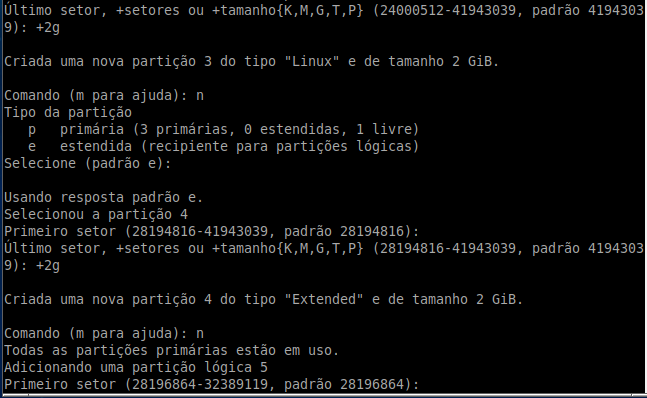 Último setor, +setores ou +tamanho{K,M,G,T,P} (24000512-41943039, padrão 4194303
9): +2g
Criada uma nova partição 3 do tipo "Linux" e de tamanho 2 GiB.
Comando (m para ajuda): n
Tipo da partição
p primária (3 primárias, 0 estendidas, 1 livre)
e estendida (recipiente para partições lógicas)
Selecione (padrão e):
Usando resposta padrão e.
Selecionou a partição 4
Primeiro setor (28194816-41943039, padrão 28194816):
Último setor, +setores ou +tamanho{K,M,G,T,P} (28194816-41943039, padrão 4194303
9): +2g
Criada uma nova partição 4 do tipo "Extended" e de tamanho 2 GiB.
Comando (m para ajuda): n
Todas as partições primárias estão em uso.
Adicionando uma partição lógica 5
Primeiro setor (28196864-32389119, padrão 28196864):